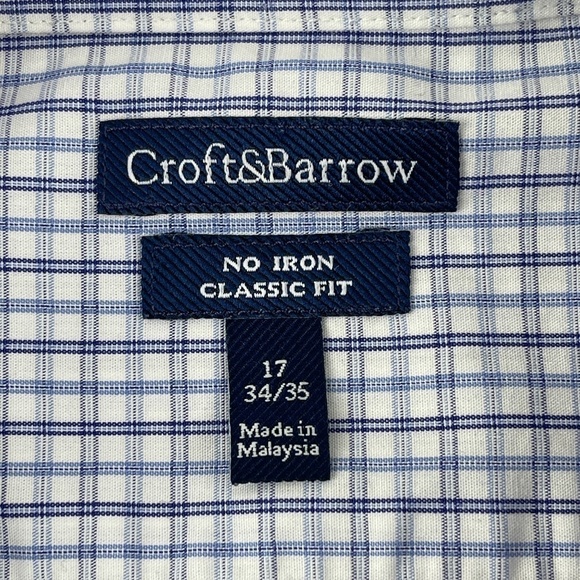 Croft&Barrow
NO IRON
CLASSIC FIT
17
34/35
Made in
Malaysia